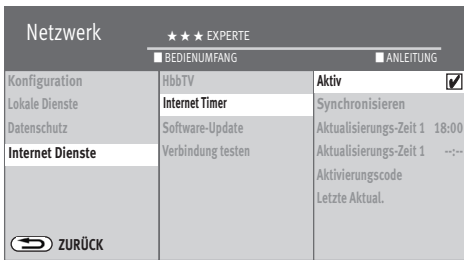 Netzwerk
★ ★ ★ EXPERTE
BEDIENUMFANG
ANLEITUNG
Konfiguration
Lokale Dienste
Datenschutz
Internet Dienste
HbbTV
Internet Timer
Software-Update
Verbindung testen
Aktiv
Synchronisieren
Aktualisierungs-Zeit 1 18:00
Aktualisierungs-Zeit 1 --:--
Aktivierungscode
Letzte Aktual.
ZURÜCK